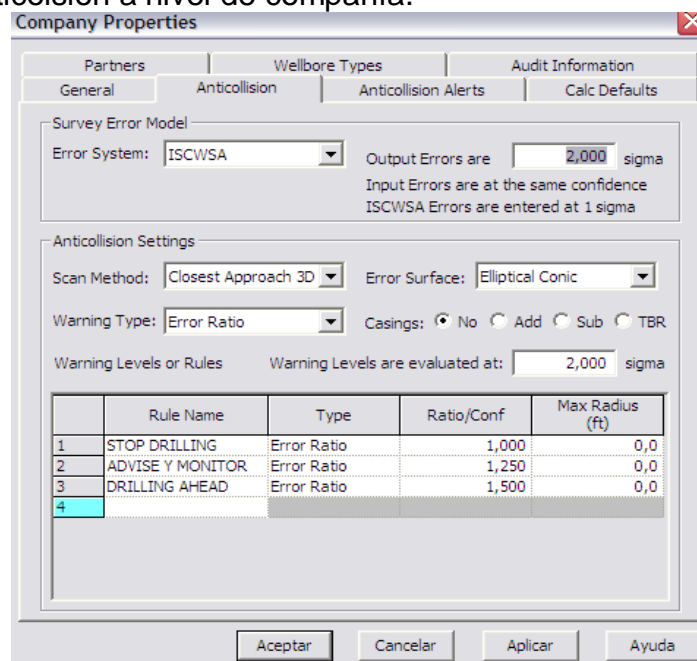 anticolisión a nivel de compañía.
Company Properties
Partners Wellbore Types Audit Information
General Anticollision Anticollision Alerts Calc Defaults
Survey Error Model
Error System: ISCWSA Output Errors are 2,000 sigma
Input Errors are at the same confidence
ISCWSA Errors are entered at 1 sigma
Anticollision Settings
Scan Method: Closest Approach 3D Error Surface: Elliptical Conic
Warning Type: Error Ratio Casings: No Add Sub TBR
Warning Levels or Rules Warning Levels are evaluated at: 2,000 sigma
Rule Name Type Ratio/Conf Max Radius (ft)
1 STOP DRILLING Error Ratio 1,000 0,0
2 ADVISE Y MONITOR Error Ratio 1,250 0,0
3 DRILLING AHEAD Error Ratio 1,500 0,0
4
Aceptar Cancelar Aplicar Ayuda